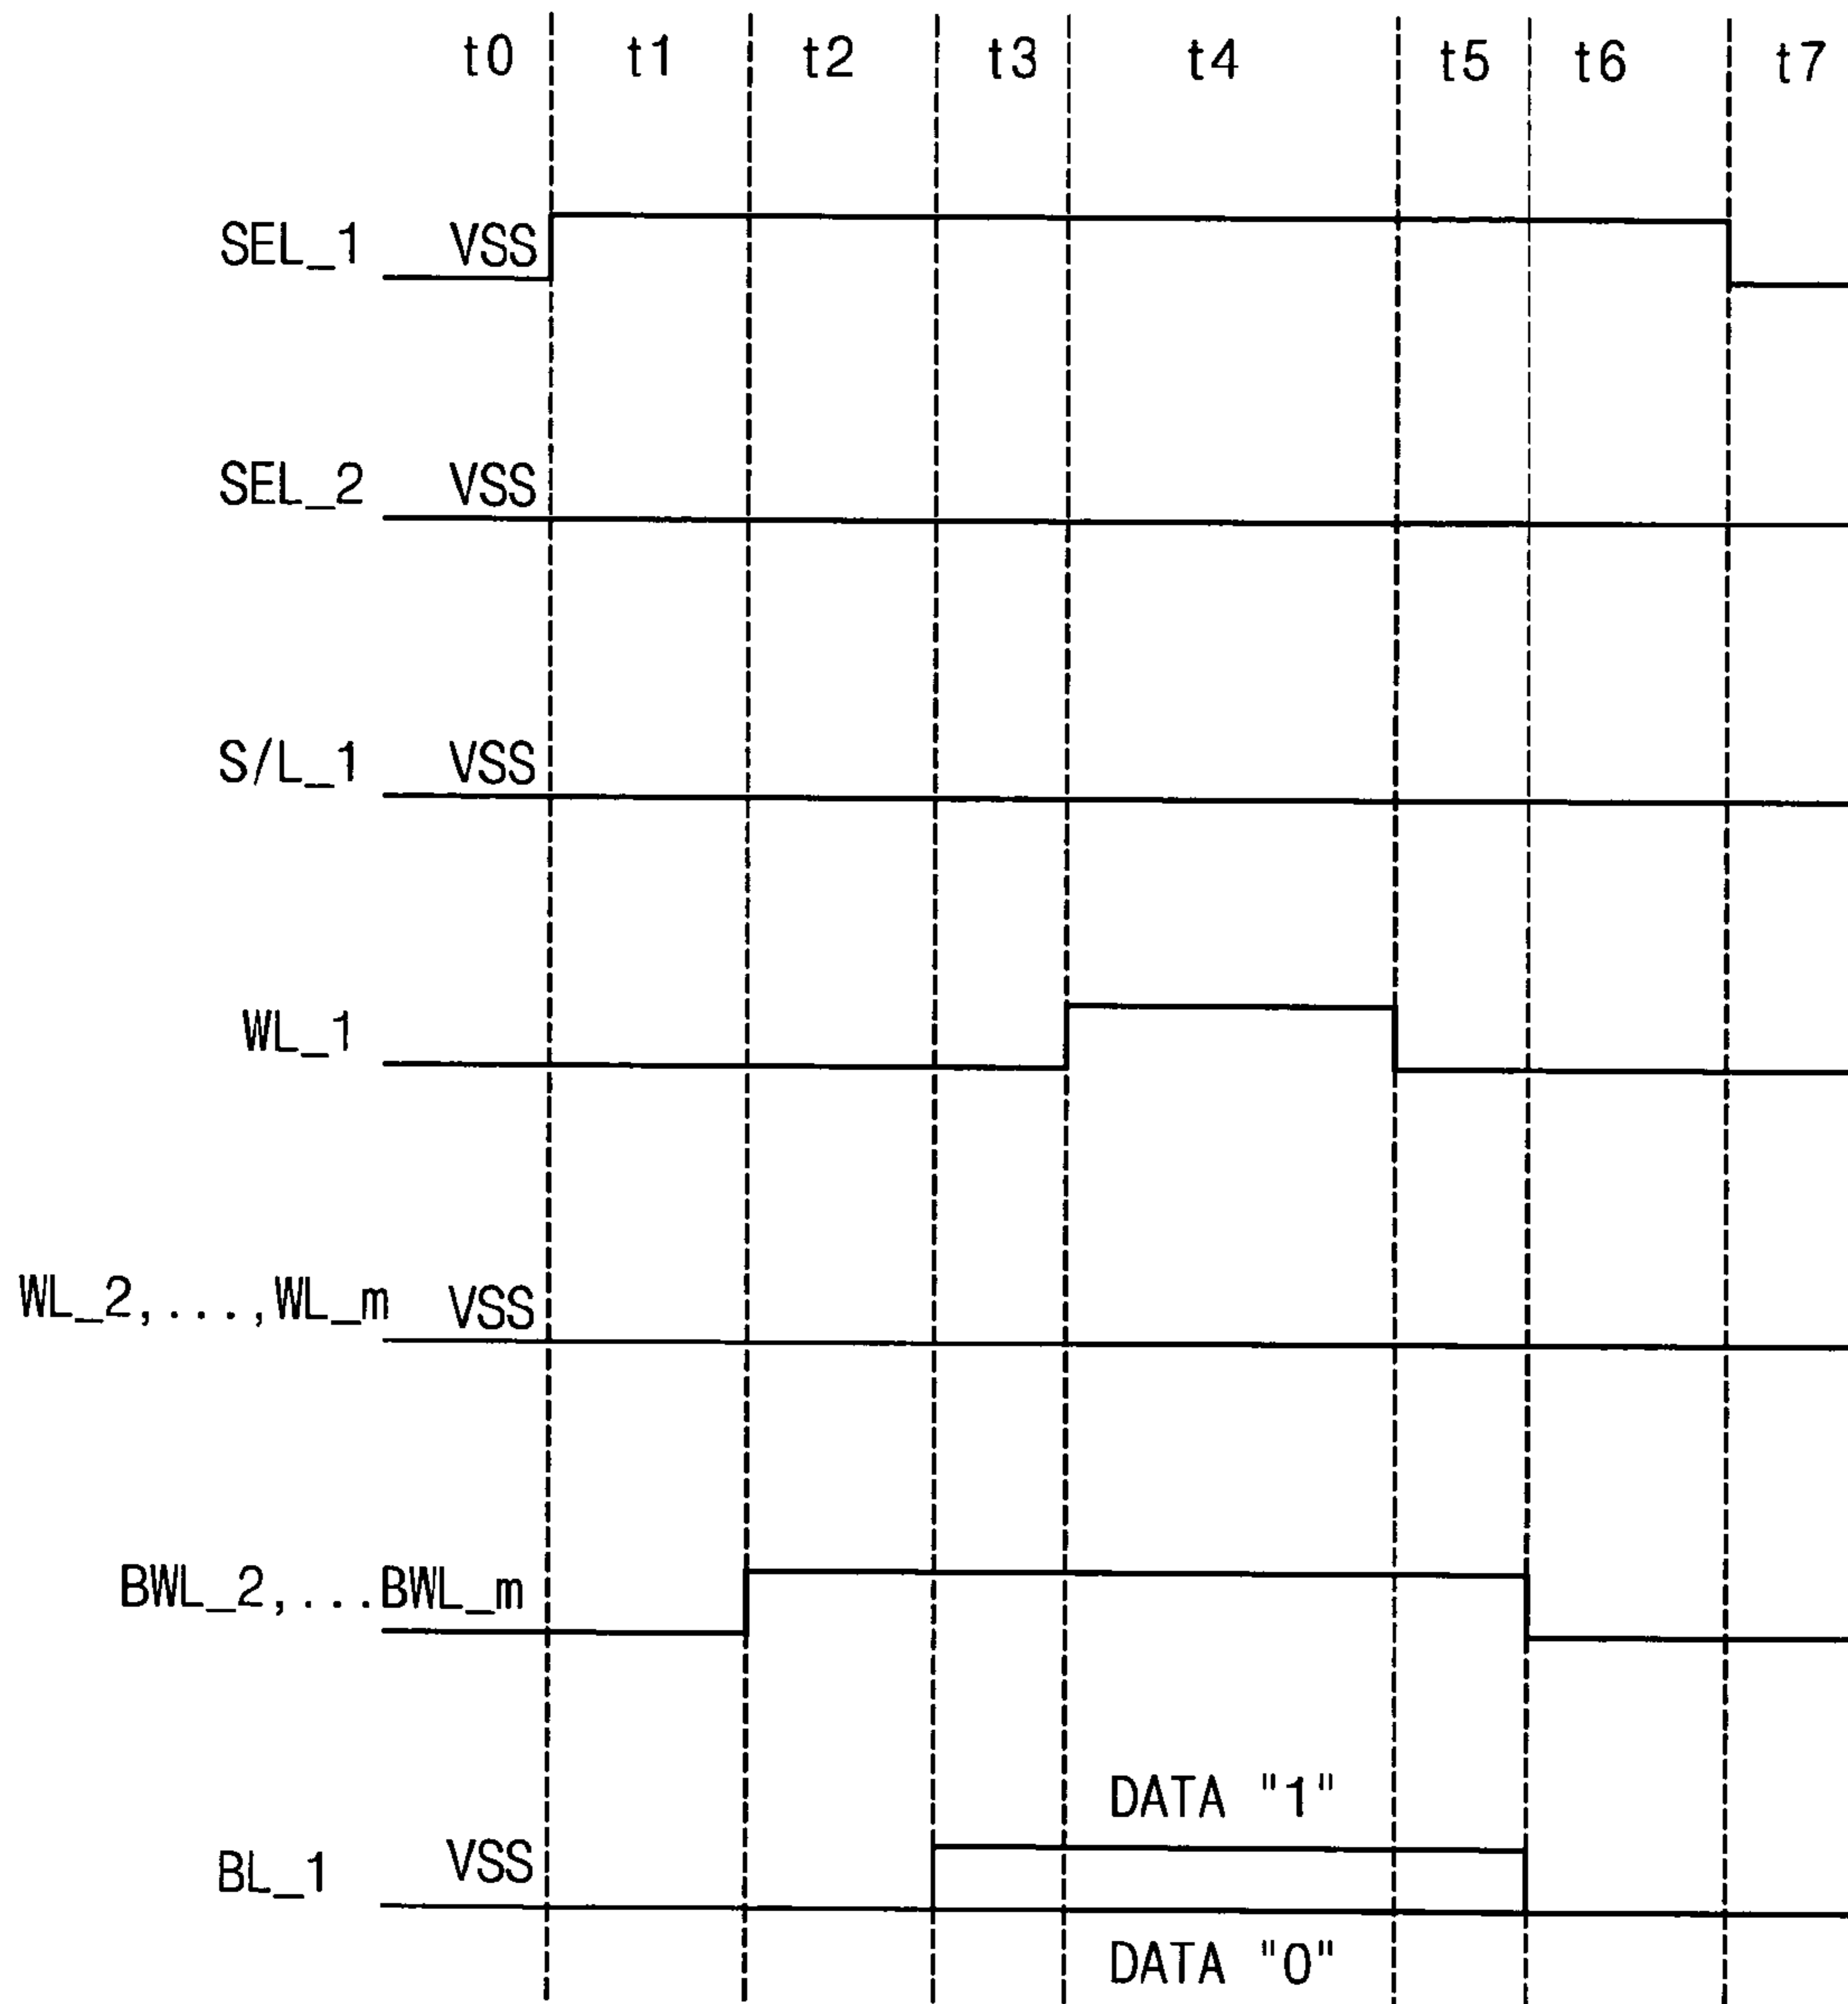 t0 t1 t2 t3 t4 t5 t6 t7
SEL_1 VSS
SEL_2 VSS
S/L_1 VSS
WL_1
WL_2,...,WL_m VSS
BWL_2,...BWL_m
DATA "1"
BL_1 VSS
DATA "0"